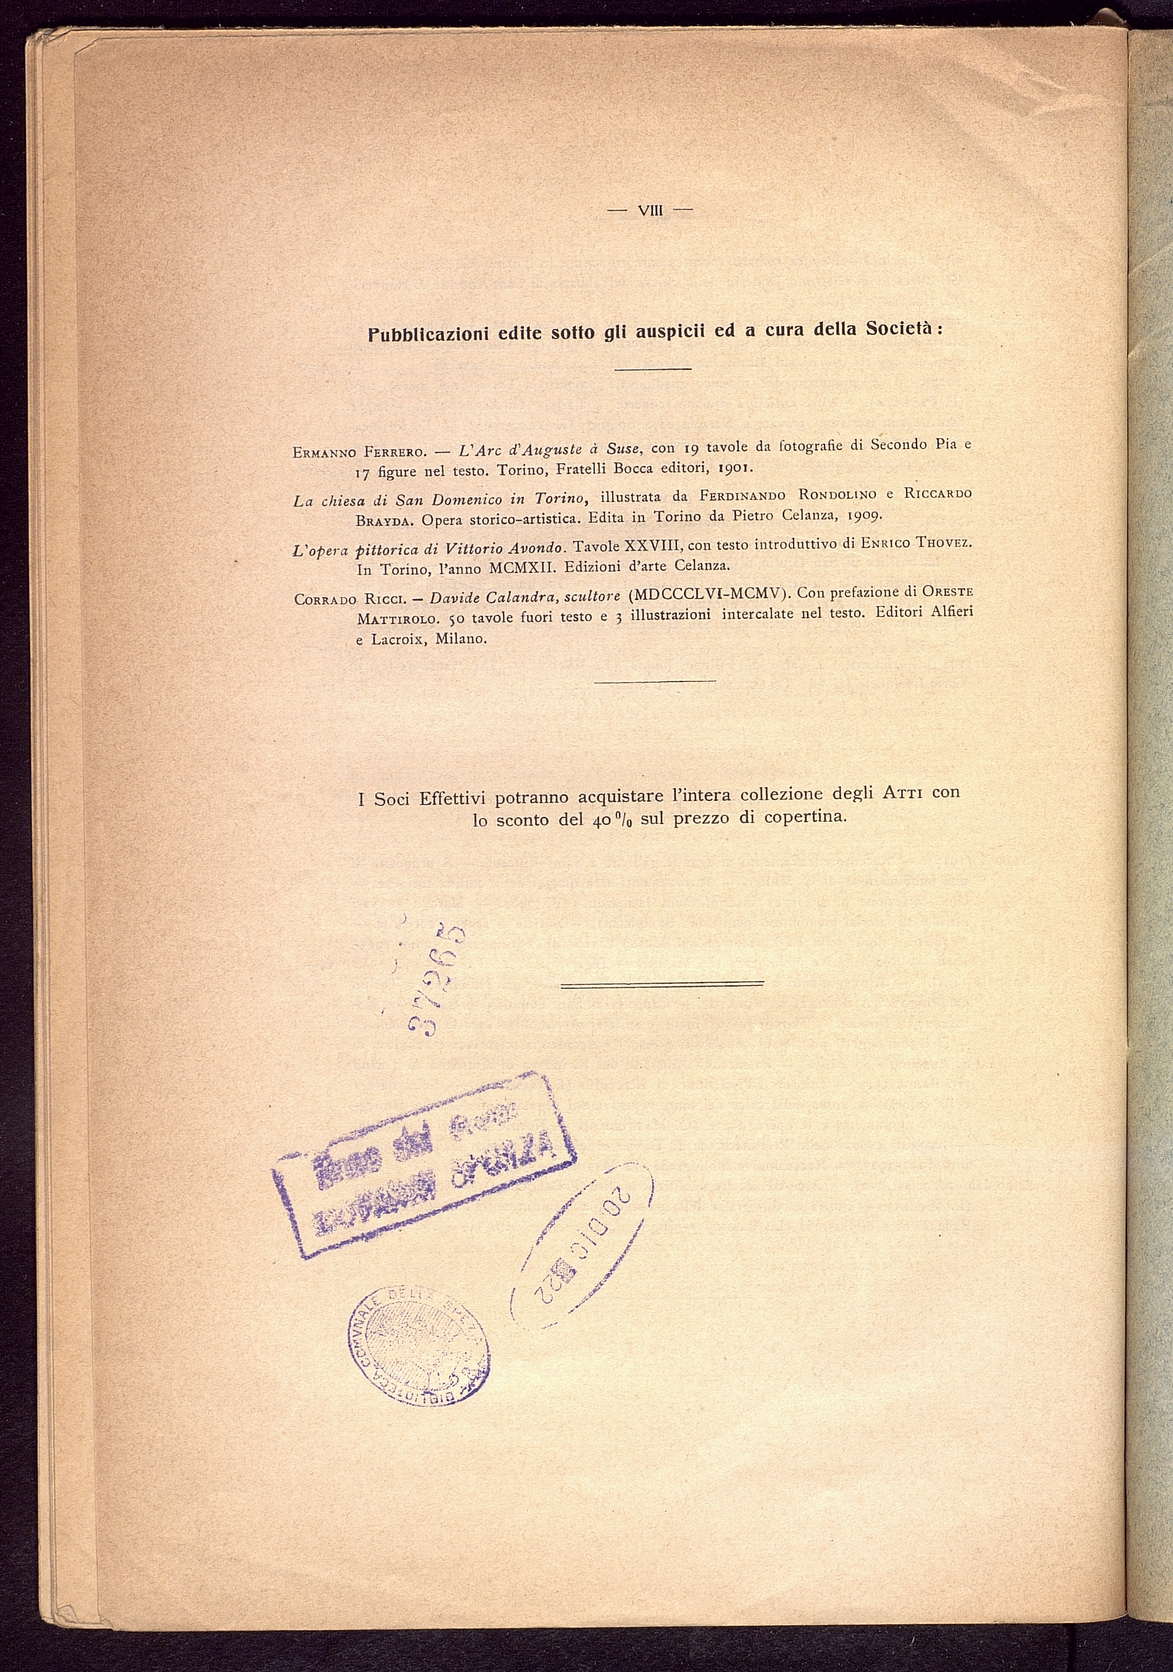 — VIII —
Pubblicazioni edite sotto gli auspicii ed a cura della Società:
ERMANNO FERRERO. — L'Arc d'Auguste à Suse, con 19 tavole da fotografie di Secondo Pia e
17 figure nel testo. Torino, Fratelli Bocca editori, 1901.
La chiesa di San Domenico in Torino, illustrata da FERDINANDO RONDOLINO e RICCARDO
BRAYDA. Opera storico-artistica. Edita in Torino da Pietro Celanza, 1909.
L'opera pittorica di Vittorio Avondo. Tavole XXVIII, con testo introduttivo di ENRICO THOVEZ.
In Torino, l'anno MCMXII. Edizioni d'arte Celanza.
CORRADO RICCI. — Davide Calandra, scultore (MDCCCLVI-MCMV). Con prefazione di ORESTE
MATTIROLO. 50 tavole fuori testo e 3 illustrazioni intercalate nel testo. Editori Alfieri
e Lacroix, Milano.
I Soci Effettivi potranno acquistare l'intera collezione degli ATTI con
lo sconto del 40 % sul prezzo di copertina.
37265
20 DIC 922
BIBLIOTECA COMVNALE DELLA SPEZIA